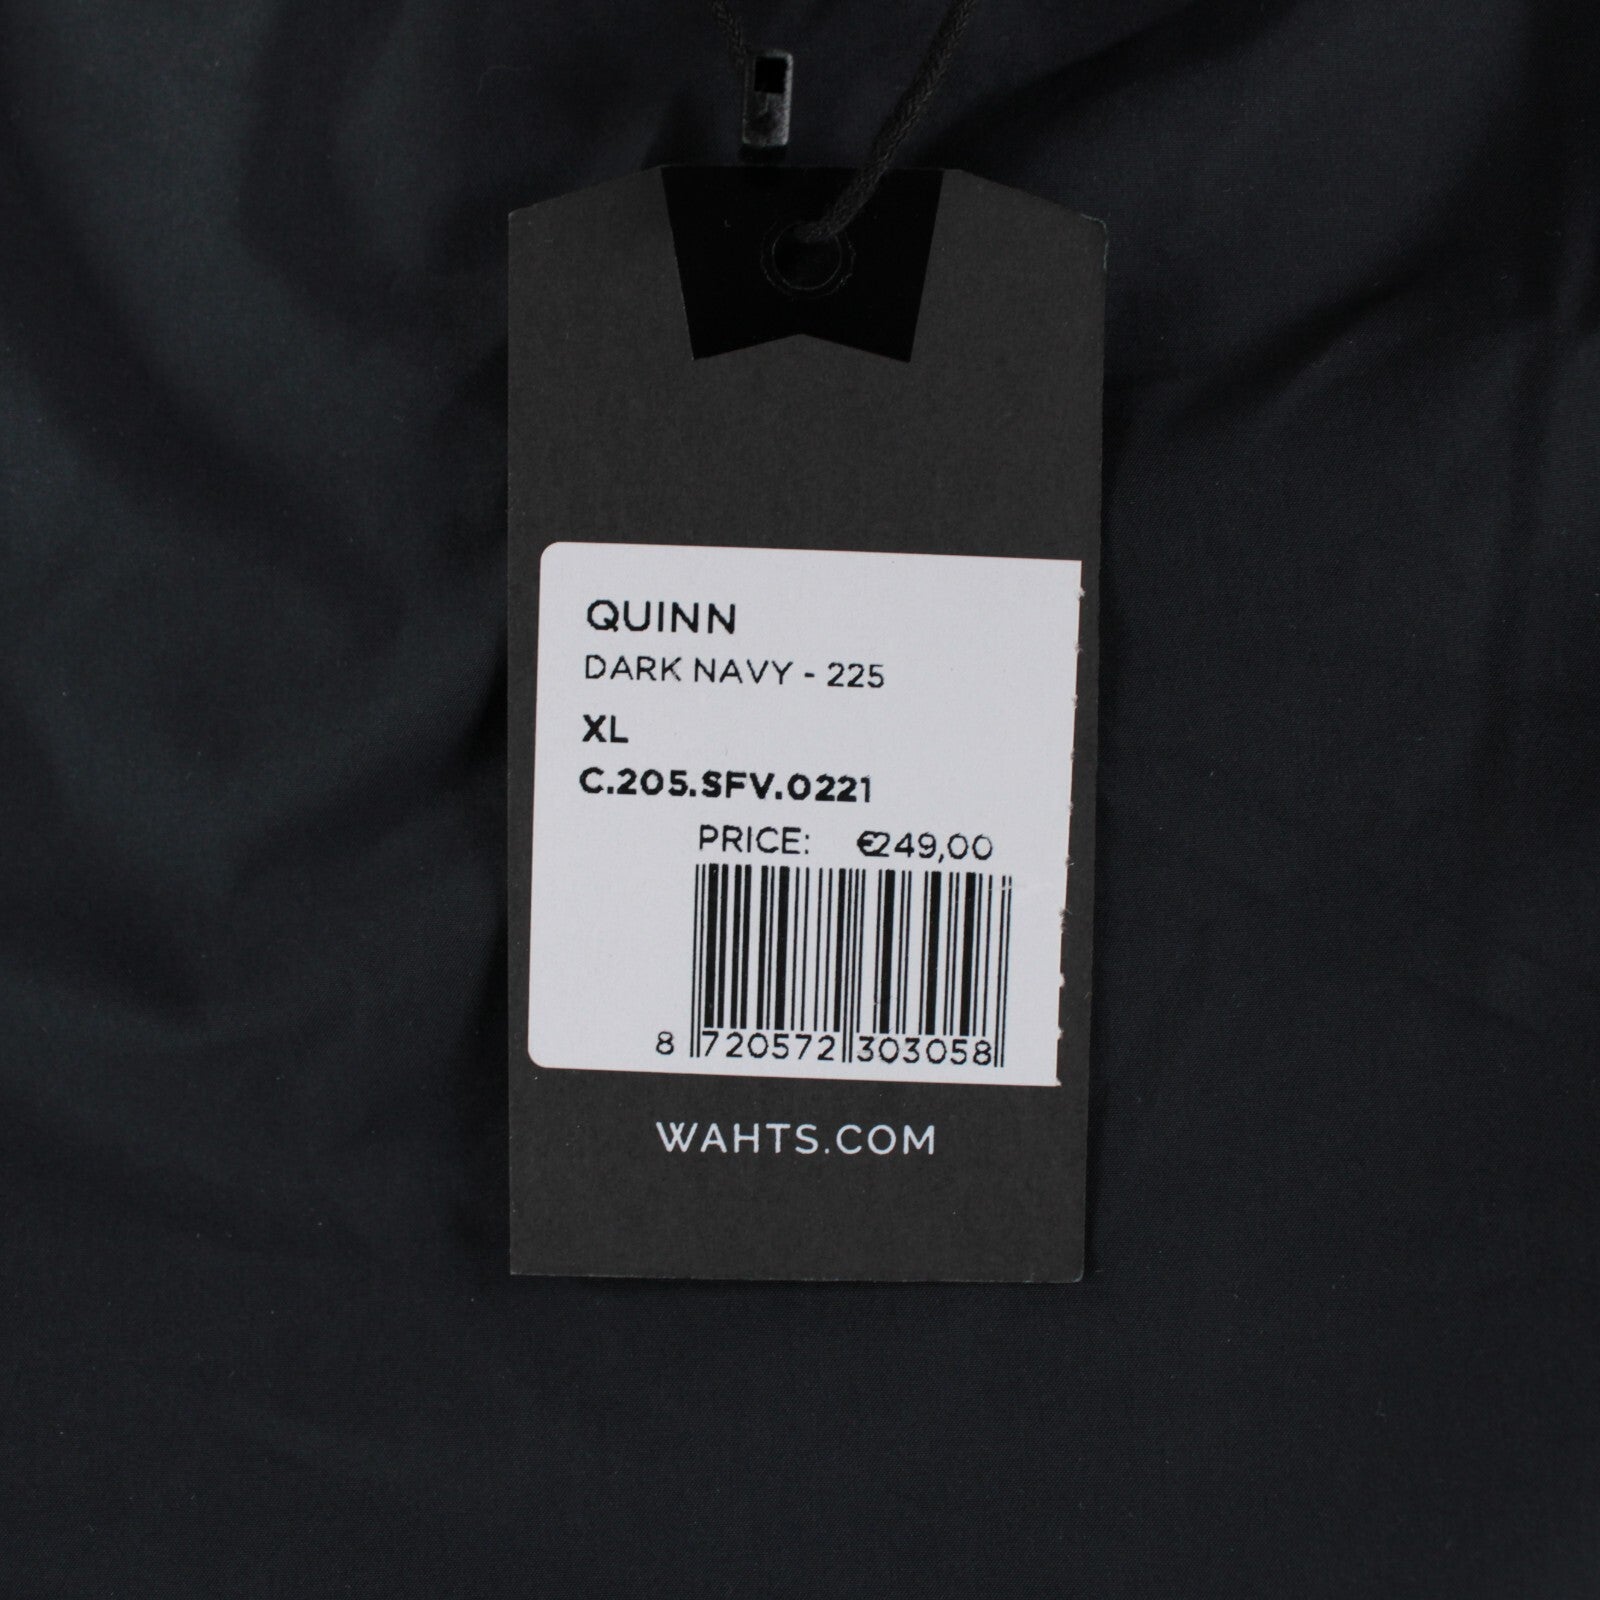 QUINN
DARK NAVY - 225
XL
C.205.SFV.0221
PRICE: €249,00
8 720572 303058
WAHTS.COM